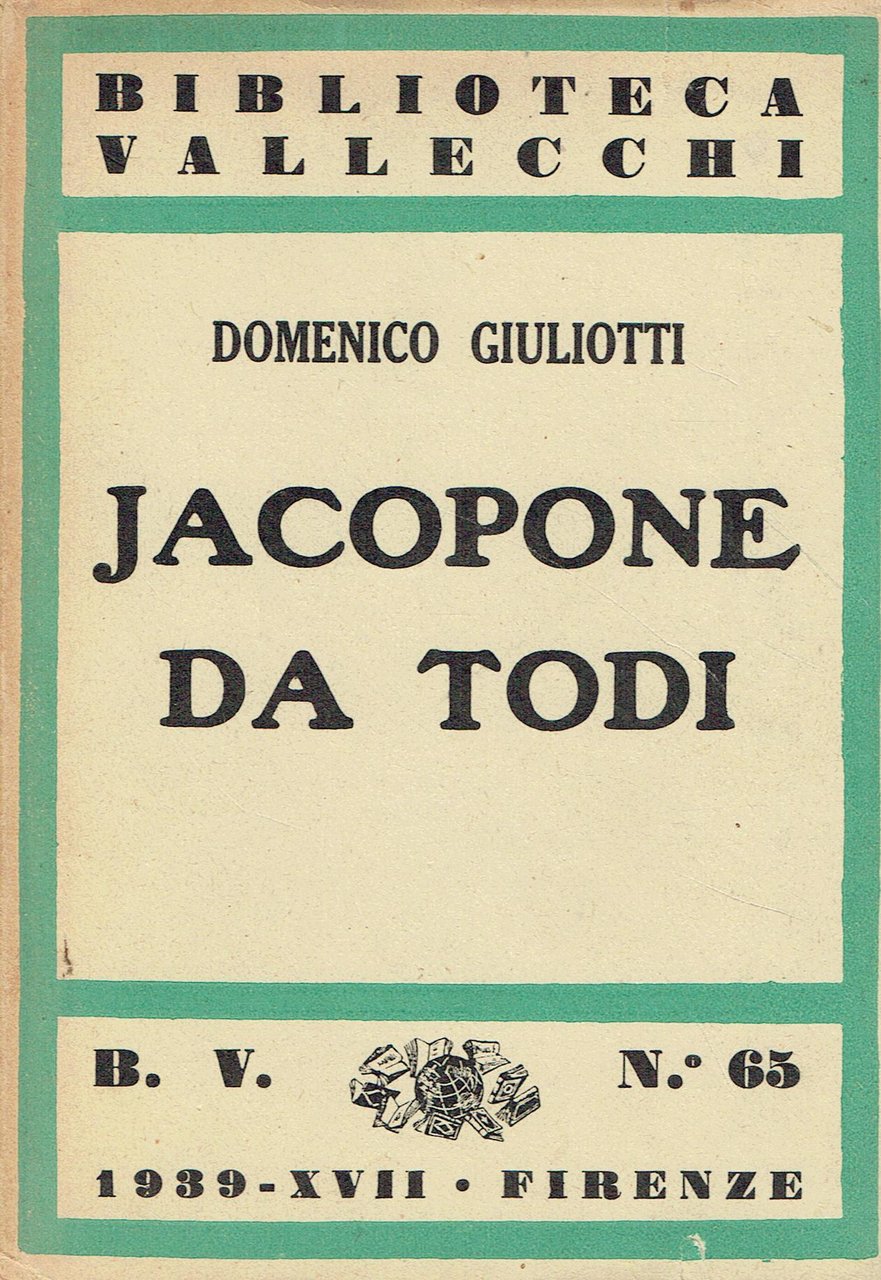 BIBLIOTECA
VALLECCHI
DOMENICO GIULIOTTI
JACOPONE
DA TODI
B. V. N.º 65
1939-XVII • FIRENZE